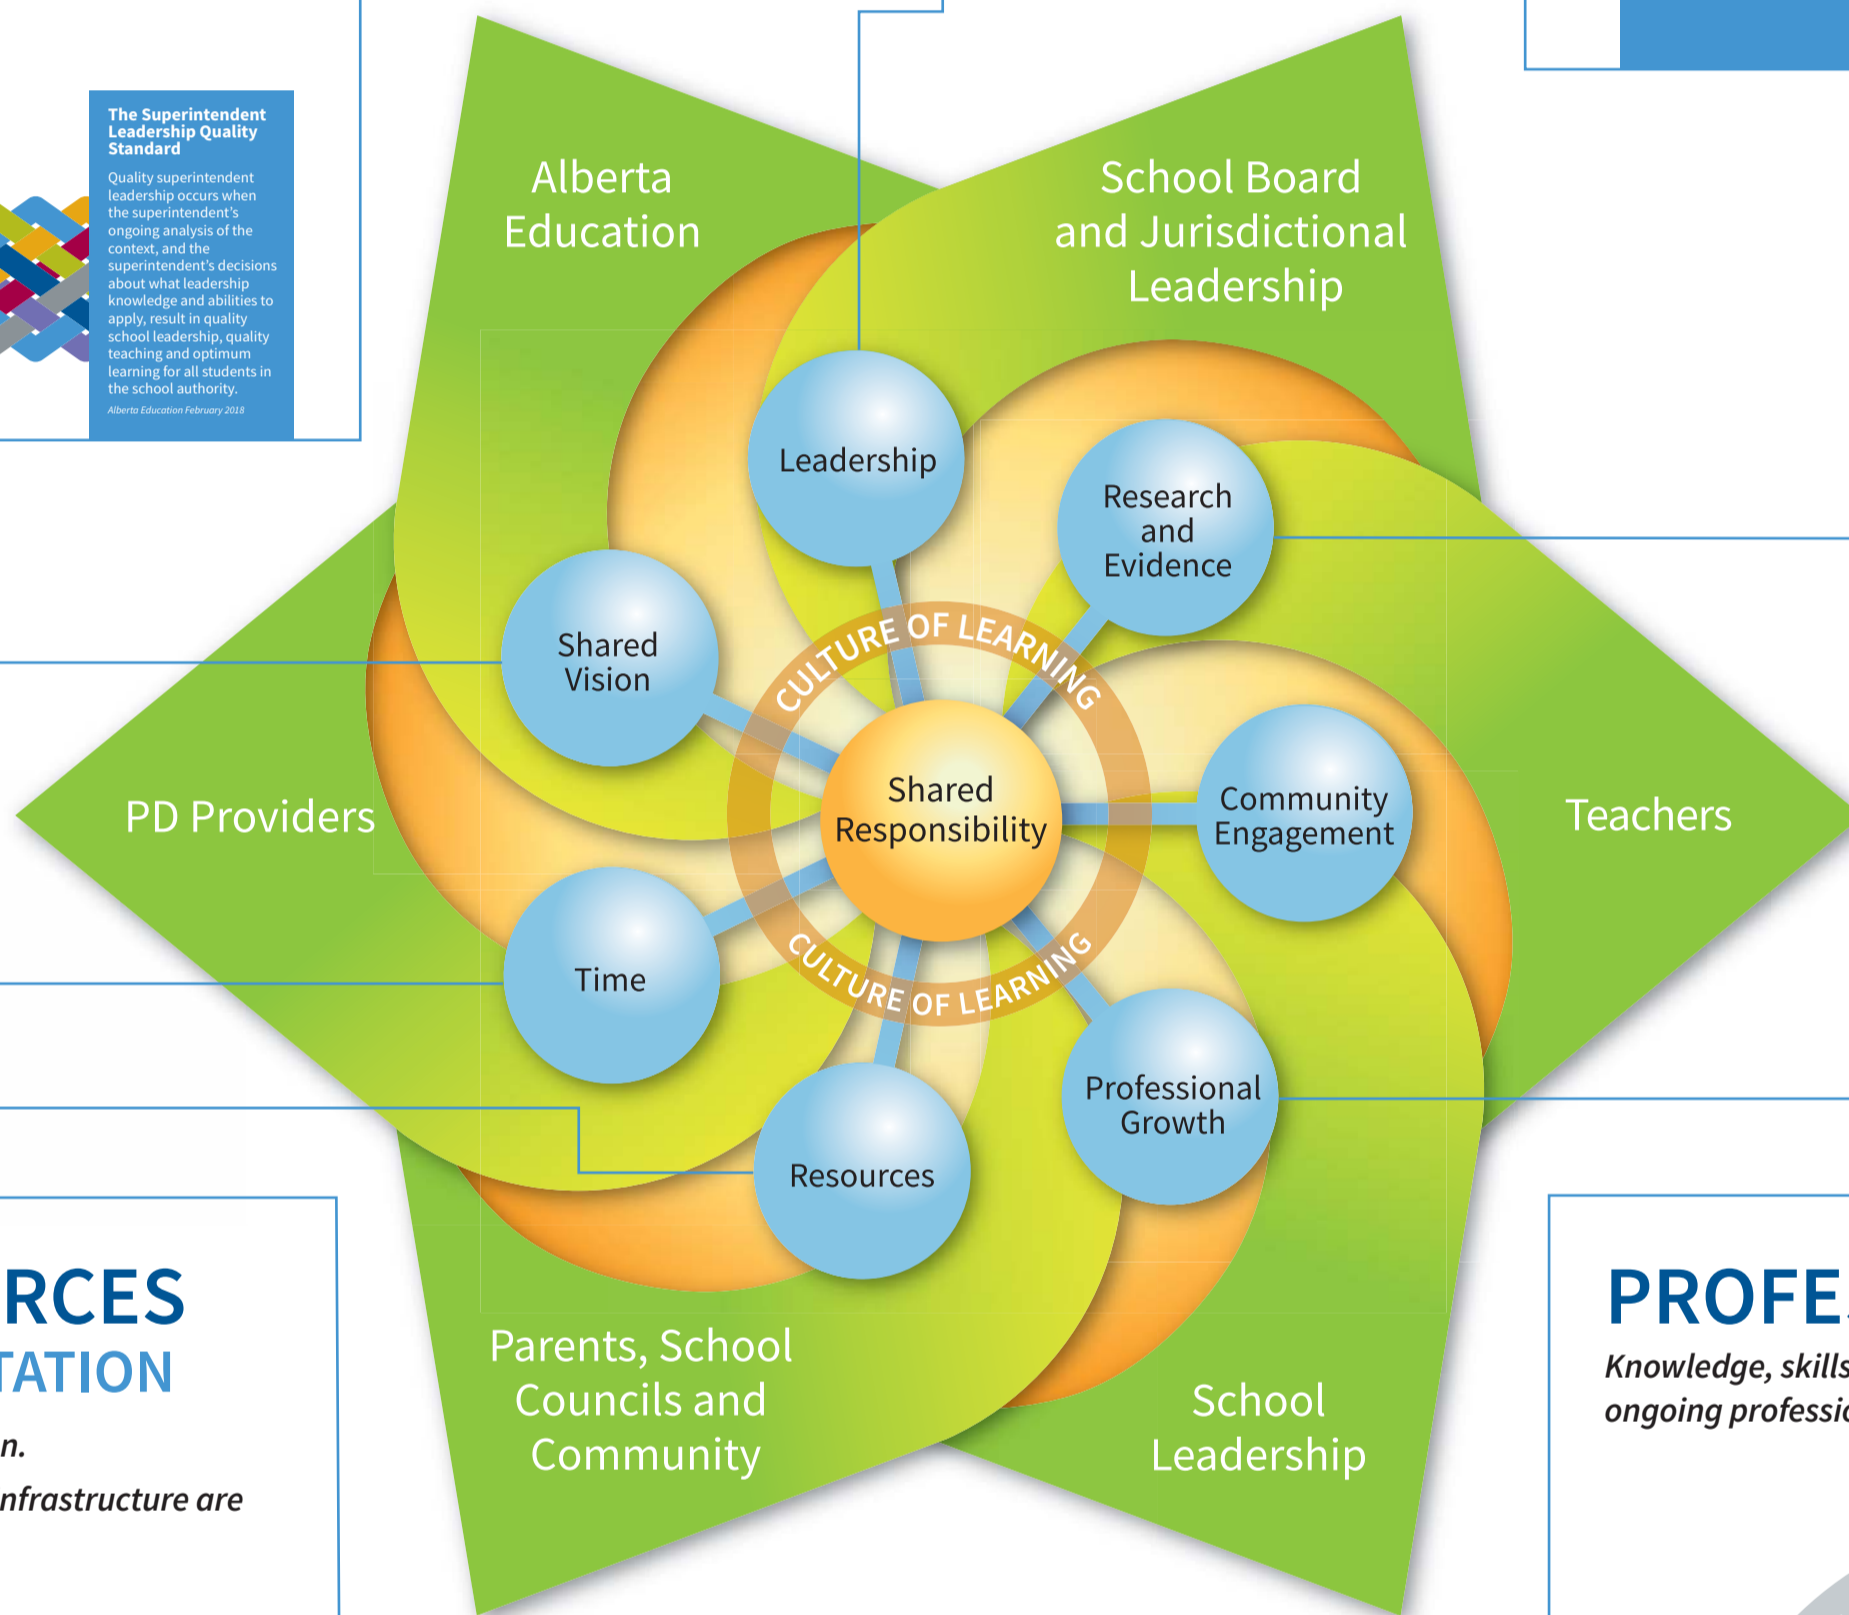 The Superintendent
Leadership Quality
Standard
Quality superintendent
leadership occurs when
the superintendent's
ongoing analysis of the
context, and the
superintendent's decisions
about what leadership
knowledge and abilities to
apply, result in quality
school leadership, quality
teaching and optimum
learning for all students in
the school authority.
Alberta Education February 2018
Alberta
Education
School Board
and Jurisdictional
Leadership
Leadership
Research
and
Evidence
Shared
Vision
CULTURE OF LEARNING
Shared
Responsibility
Community
Engagement
PD Providers
Teachers
Time
CULTURE OF LEARNING
Professional
Growth
Resources
RCES
TATION
n.
nfrastructure are
Parents, School
Councils and
Community
School
Leadership
PROFES
Knowledge, skills
ongoing professio